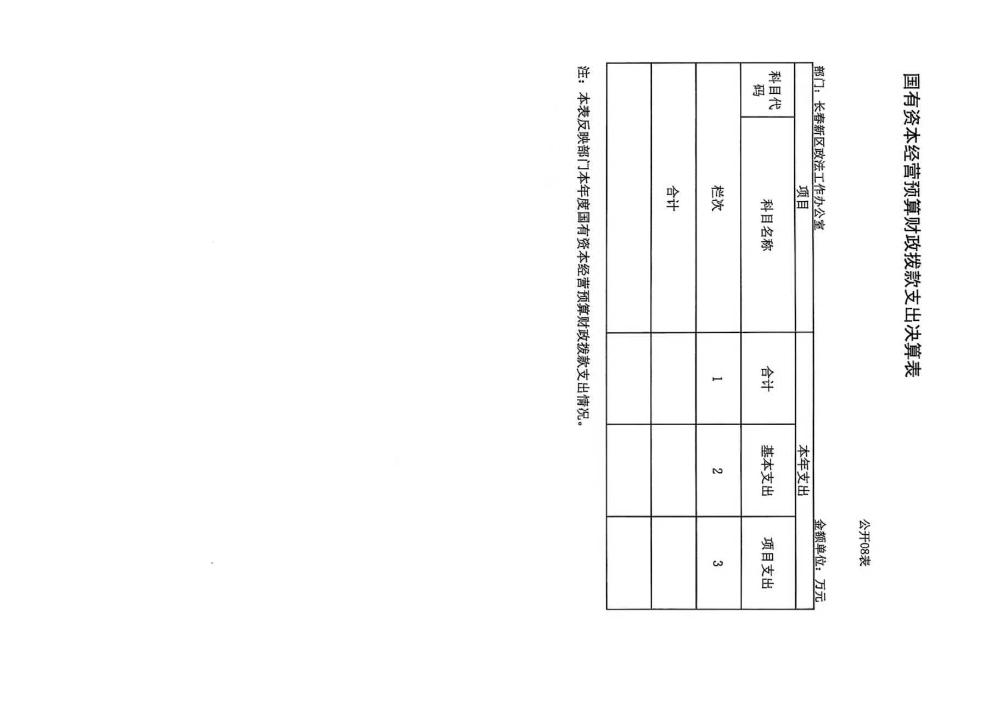 国有资本经营预算财政拨款支出决算表
公开08表
部门：长春新区政法工作办公室 金额单位：万元
项目 本年支出
科目代码 科目名称 合计 基本支出 项目支出
栏次 1 2 3
合计
注：本表反映部门本年度国有资本经营预算财政拨款支出情况。